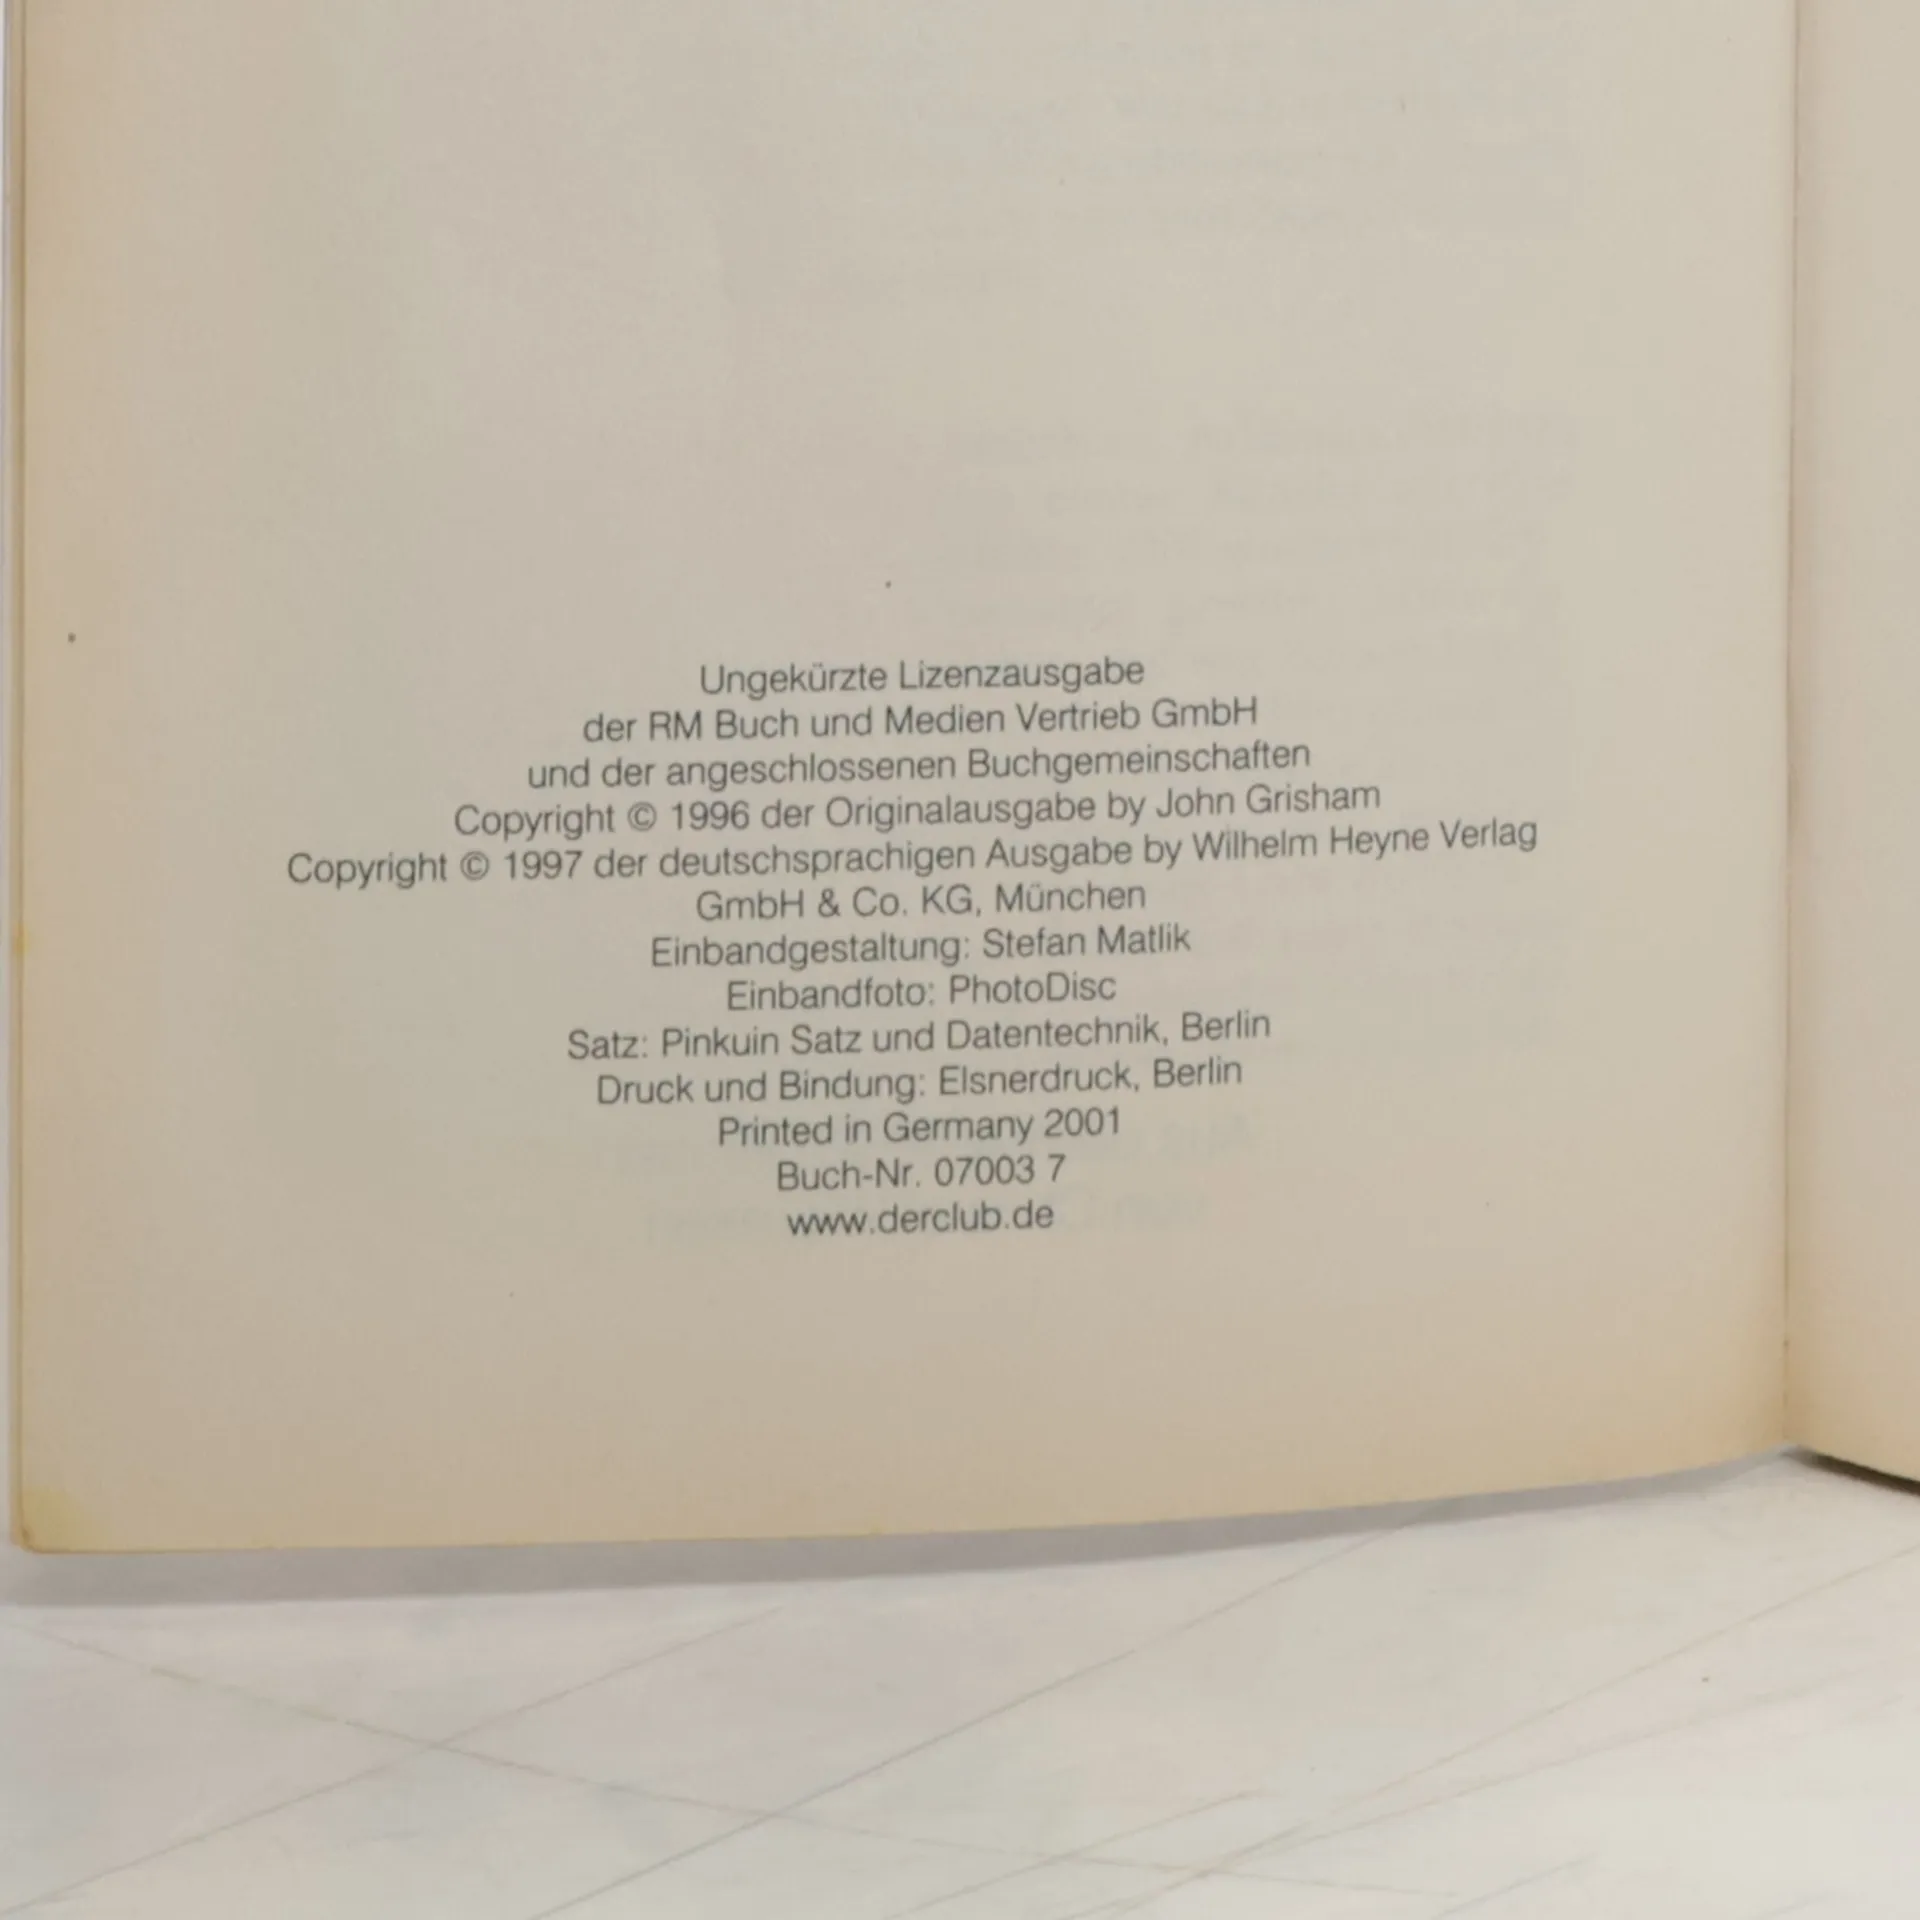 Ungekürzte Lizenzausgabe
der RM Buch und Medien Vertrieb GmbH
und der angeschlossenen Buchgemeinschaften
Copyright © 1996 der Originalausgabe by John Grisham
Copyright © 1997 der deutschsprachigen Ausgabe by Wilhelm Heyne Verlag
GmbH & Co. KG, München
Einbandgestaltung: Stefan Matlik
Einbandfoto: PhotoDisc
Satz: Pinkuin Satz und Datentechnik, Berlin
Druck und Bindung: Elsnerdruck, Berlin
Printed in Germany 2001
Buch-Nr. 07003 7
www.derclub.de